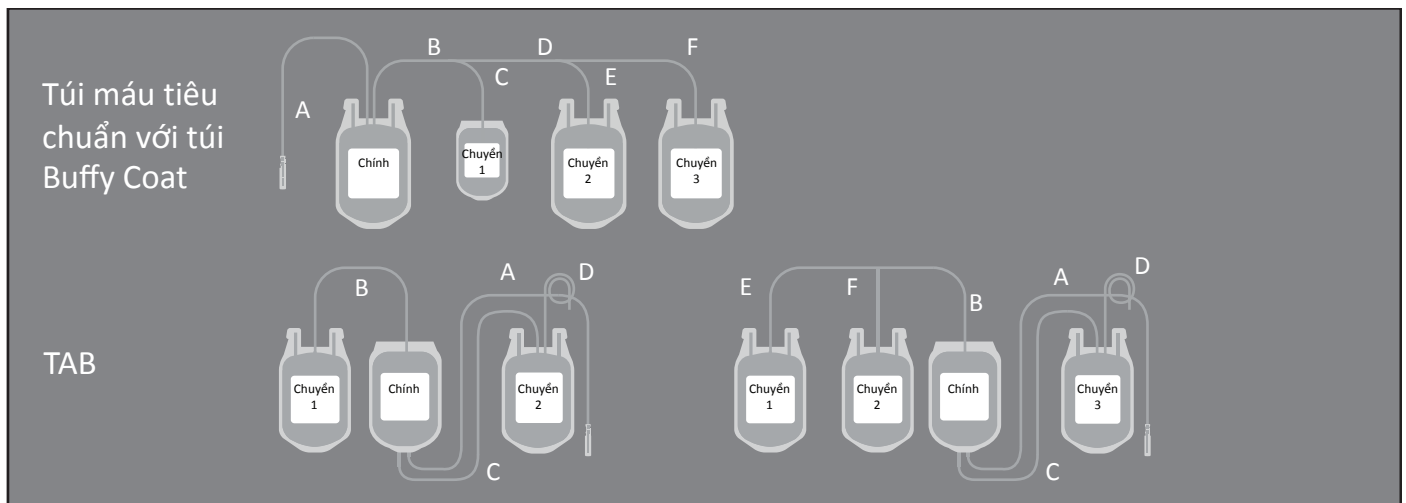 B
D
F
C
E
A
Túi máu tiêu
chuẩn với túi
Buffy Coat
Chính
Chuyển
1
Chuyển
2
Chuyển
3
A
D
B
A
D
E
F
B
TAB
Chuyển
1
Chính
Chuyển
2
Chuyển
1
Chuyển
2
Chính
Chuyển
3
C
C